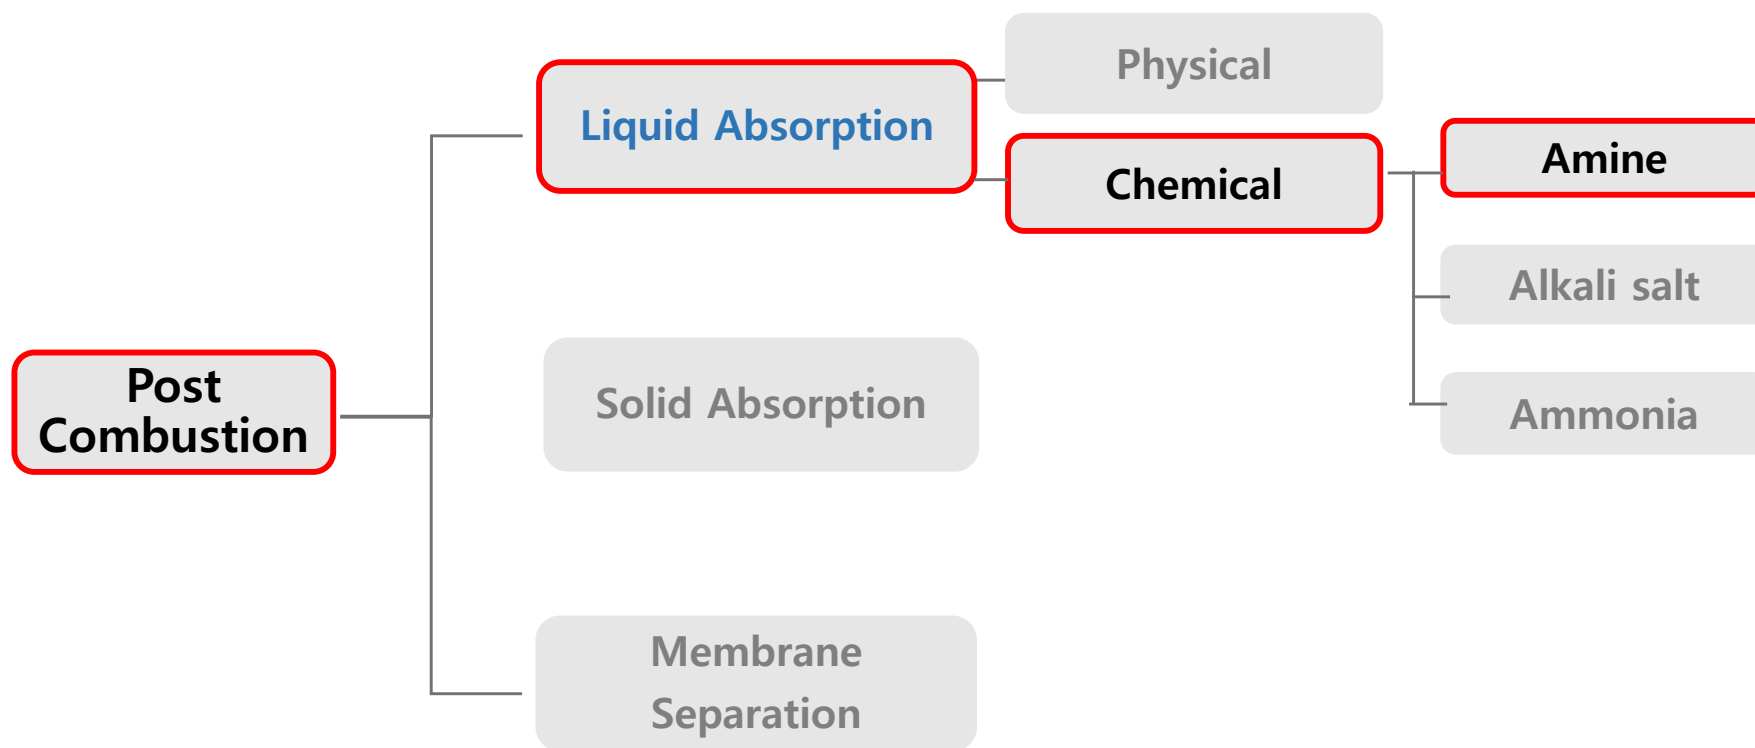 Physical
Liquid Absorption
Chemical
Amine
Alkali salt
Post
Combustion
Solid Absorption
Ammonia
Membrane
Separation